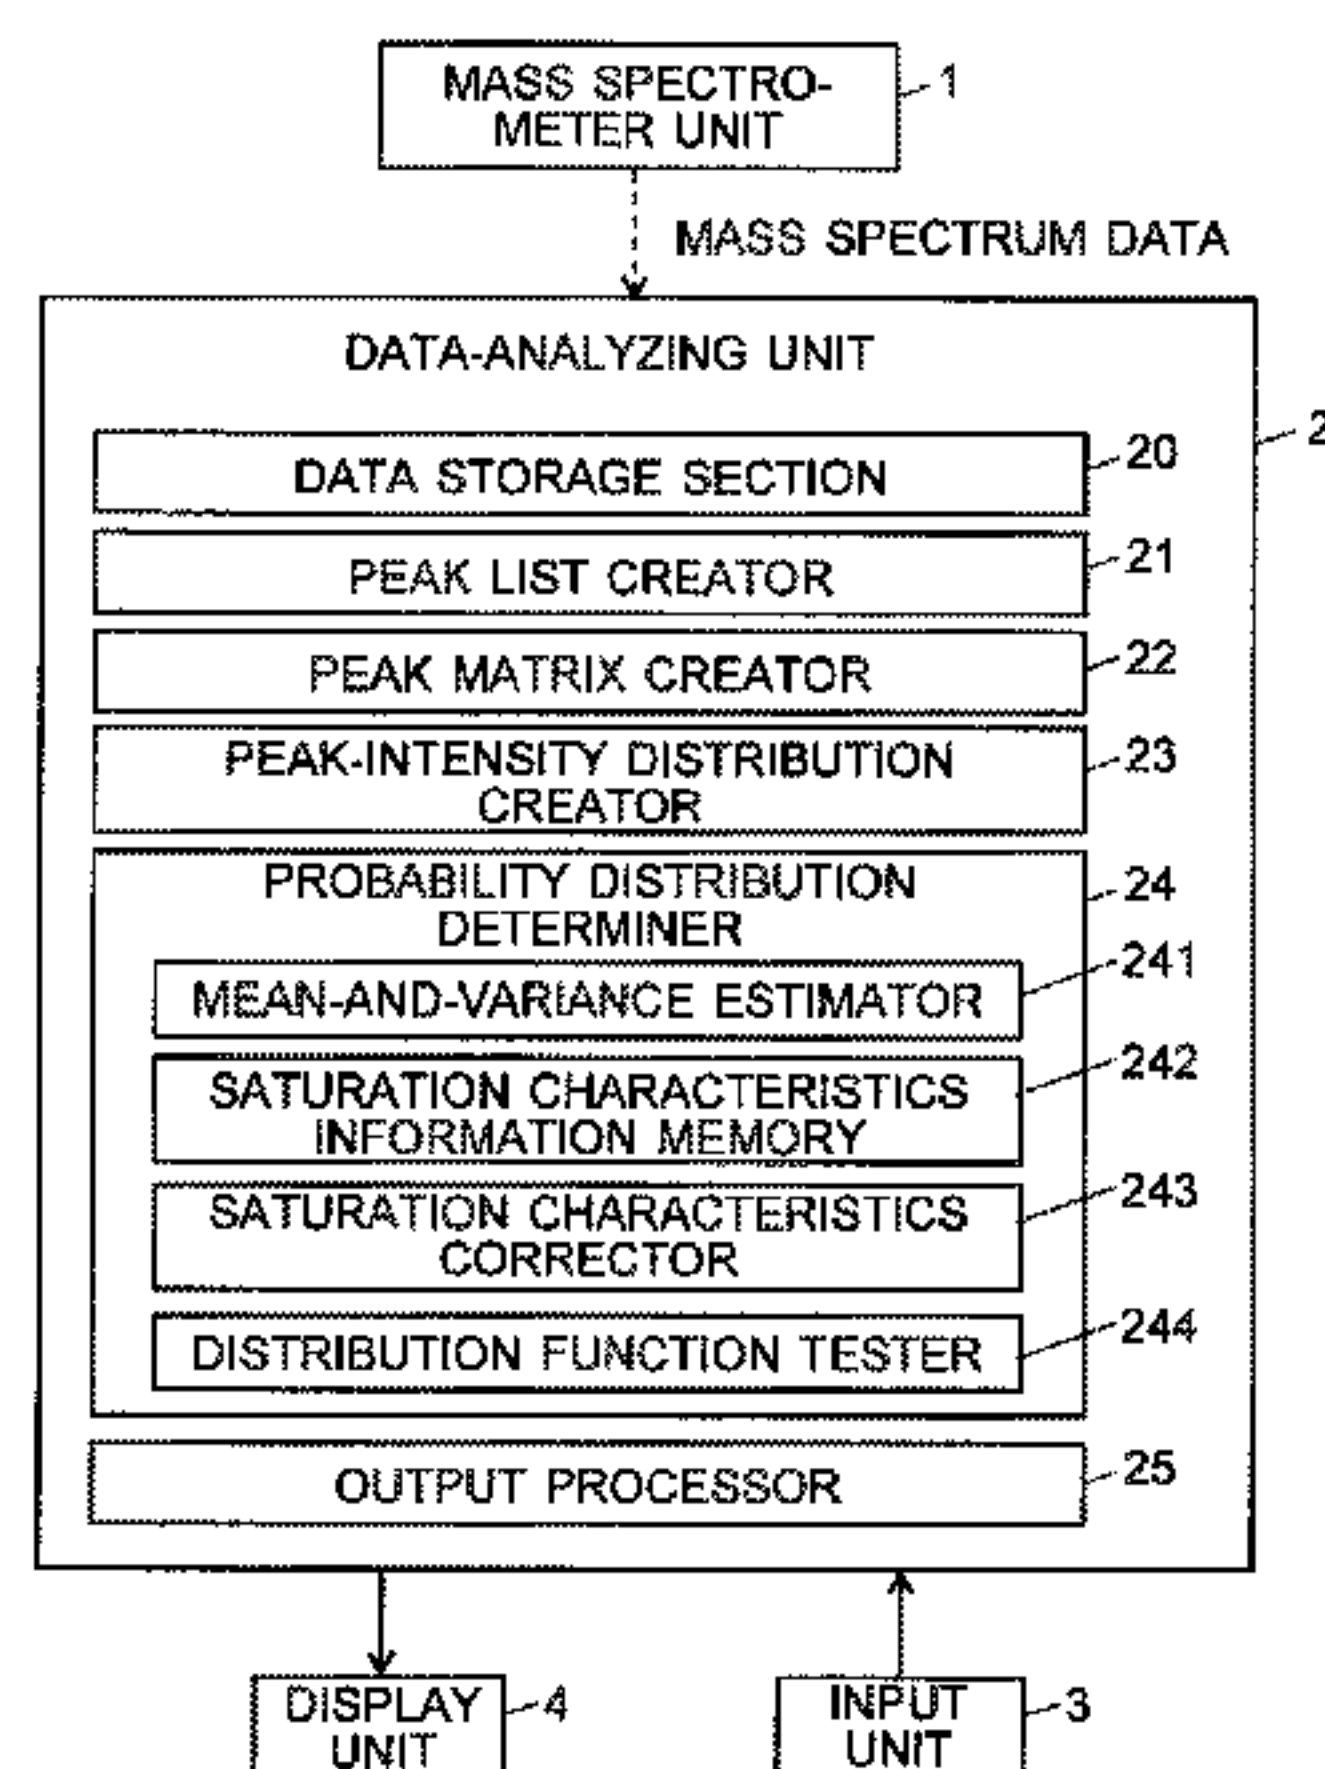 MASS SPECTRO-
METER UNIT
1
MASS SPECTRUM DATA
DATA-ANALYZING UNIT
2
DATA STORAGE SECTION
20
PEAK LIST CREATOR
21
PEAK MATRIX CREATOR
22
PEAK-INTENSITY DISTRIBUTION
CREATOR
23
PROBABILITY DISTRIBUTION
DETERMINER
24
MEAN-AND-VARIANCE ESTIMATOR
241
SATURATION CHARACTERISTICS
INFORMATION MEMORY
242
SATURATION CHARACTERISTICS
CORRECTOR
243
DISTRIBUTION FUNCTION TESTER
244
OUTPUT PROCESSOR
25
DISPLAY
UNIT
4
INPUT
UNIT
3